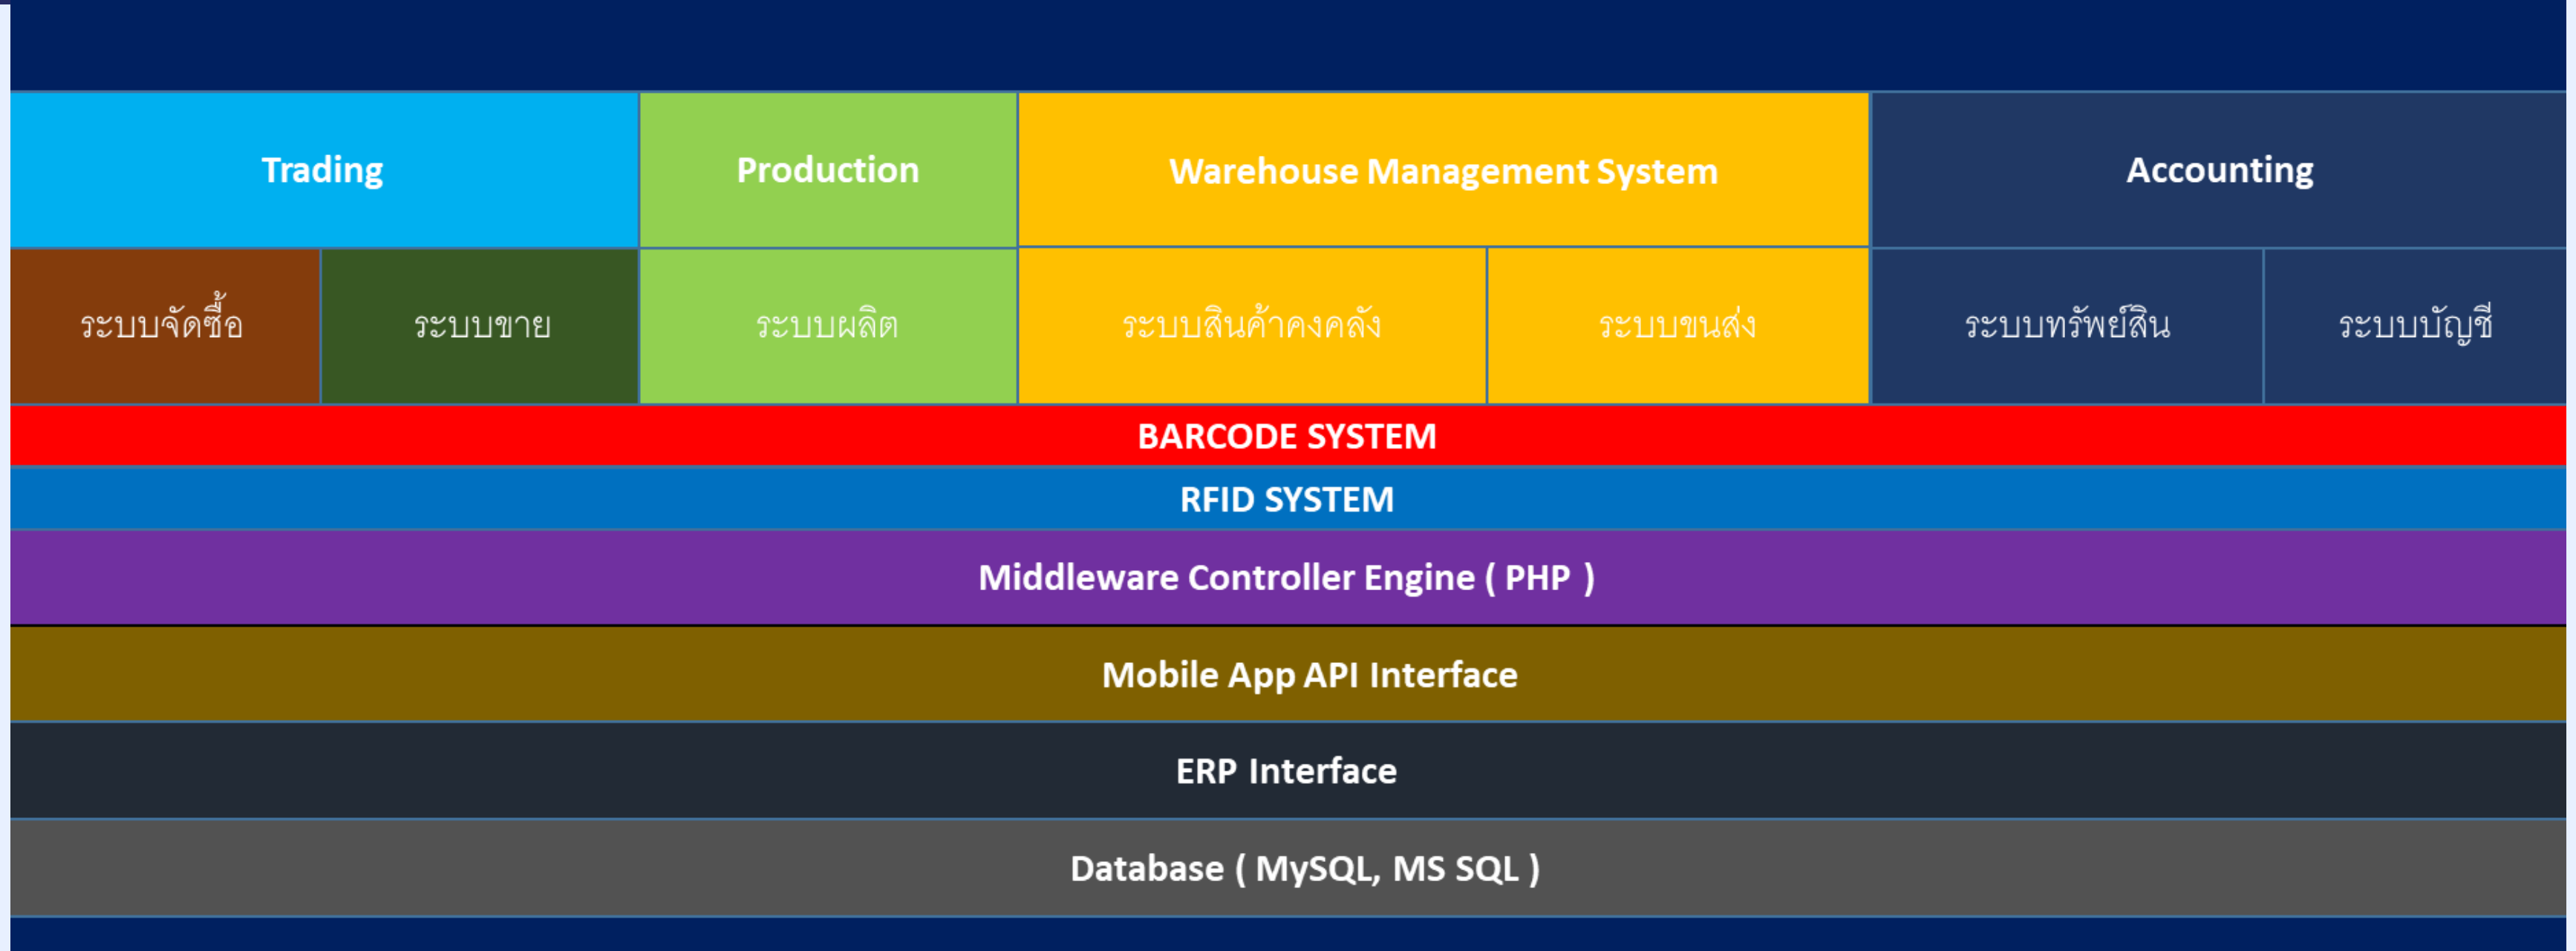 Trading
Production
Warehouse Management System
Accounting
ระบบจัดซื้อ
ระบบขาย
ระบบผลิต
ระบบสินค้าคงคลัง
ระบบขนส่ง
ระบบทรัพย์สิน
ระบบบัญชี
BARCODE SYSTEM
RFID SYSTEM
Middleware Controller Engine ( PHP )
Mobile App API Interface
ERP Interface
Database ( MySQL, MS SQL )